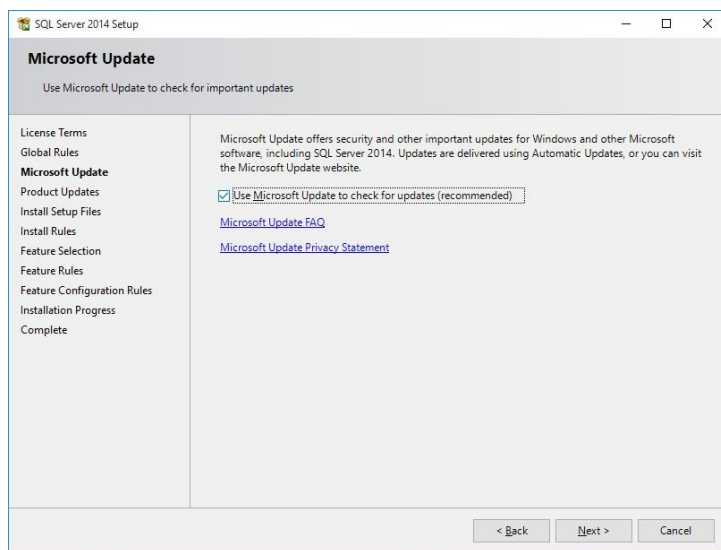 SQL Server 2014 Setup
Microsoft Update
Use Microsoft Update to check for important updates
License Terms
Global Rules
Microsoft Update
Product Updates
Install Setup Files
Install Rules
Feature Selection
Feature Rules
Feature Configuration Rules
Installation Progress
Complete
Microsoft Update offers security and other important updates for Windows and other Microsoft
software, including SQL Server 2014. Updates are delivered using Automatic Updates, or you can visit
the Microsoft Update website.
Use Microsoft Update to check for updates (recommended)
Microsoft Update FAQ
Microsoft Update Privacy Statement
< Back
Next >
Cancel